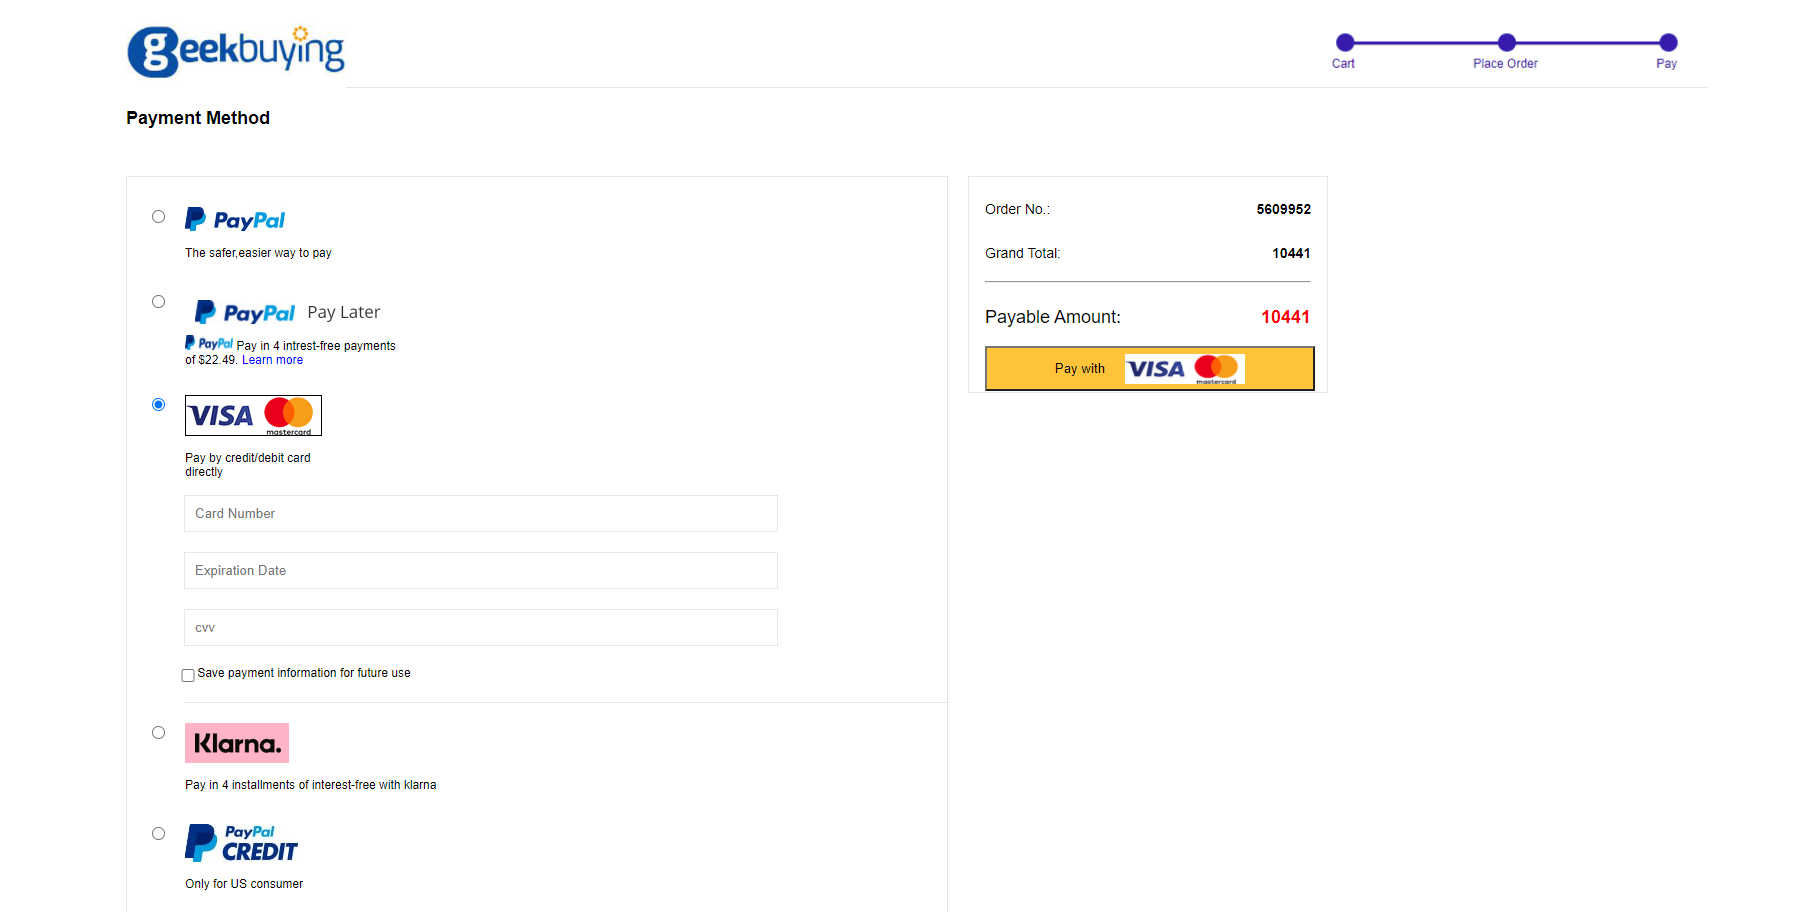 geekbuying
Cart Place Order Pay
Payment Method
PayPal
The safer,easier way to pay
PayPal Pay Later
PayPal Pay in 4 intrest-free payments
of $22.49. Learn more
VISA mastercard
Pay by credit/debit card
directly
Card Number
Expiration Date
cvv
Save payment information for future use
Klarna.
Pay in 4 installments of interest-free with klarna
PayPal
CREDIT
Only for US consumer
Order No.: 5609952
Grand Total: 10441
Payable Amount: 10441
Pay with VISA mastercard